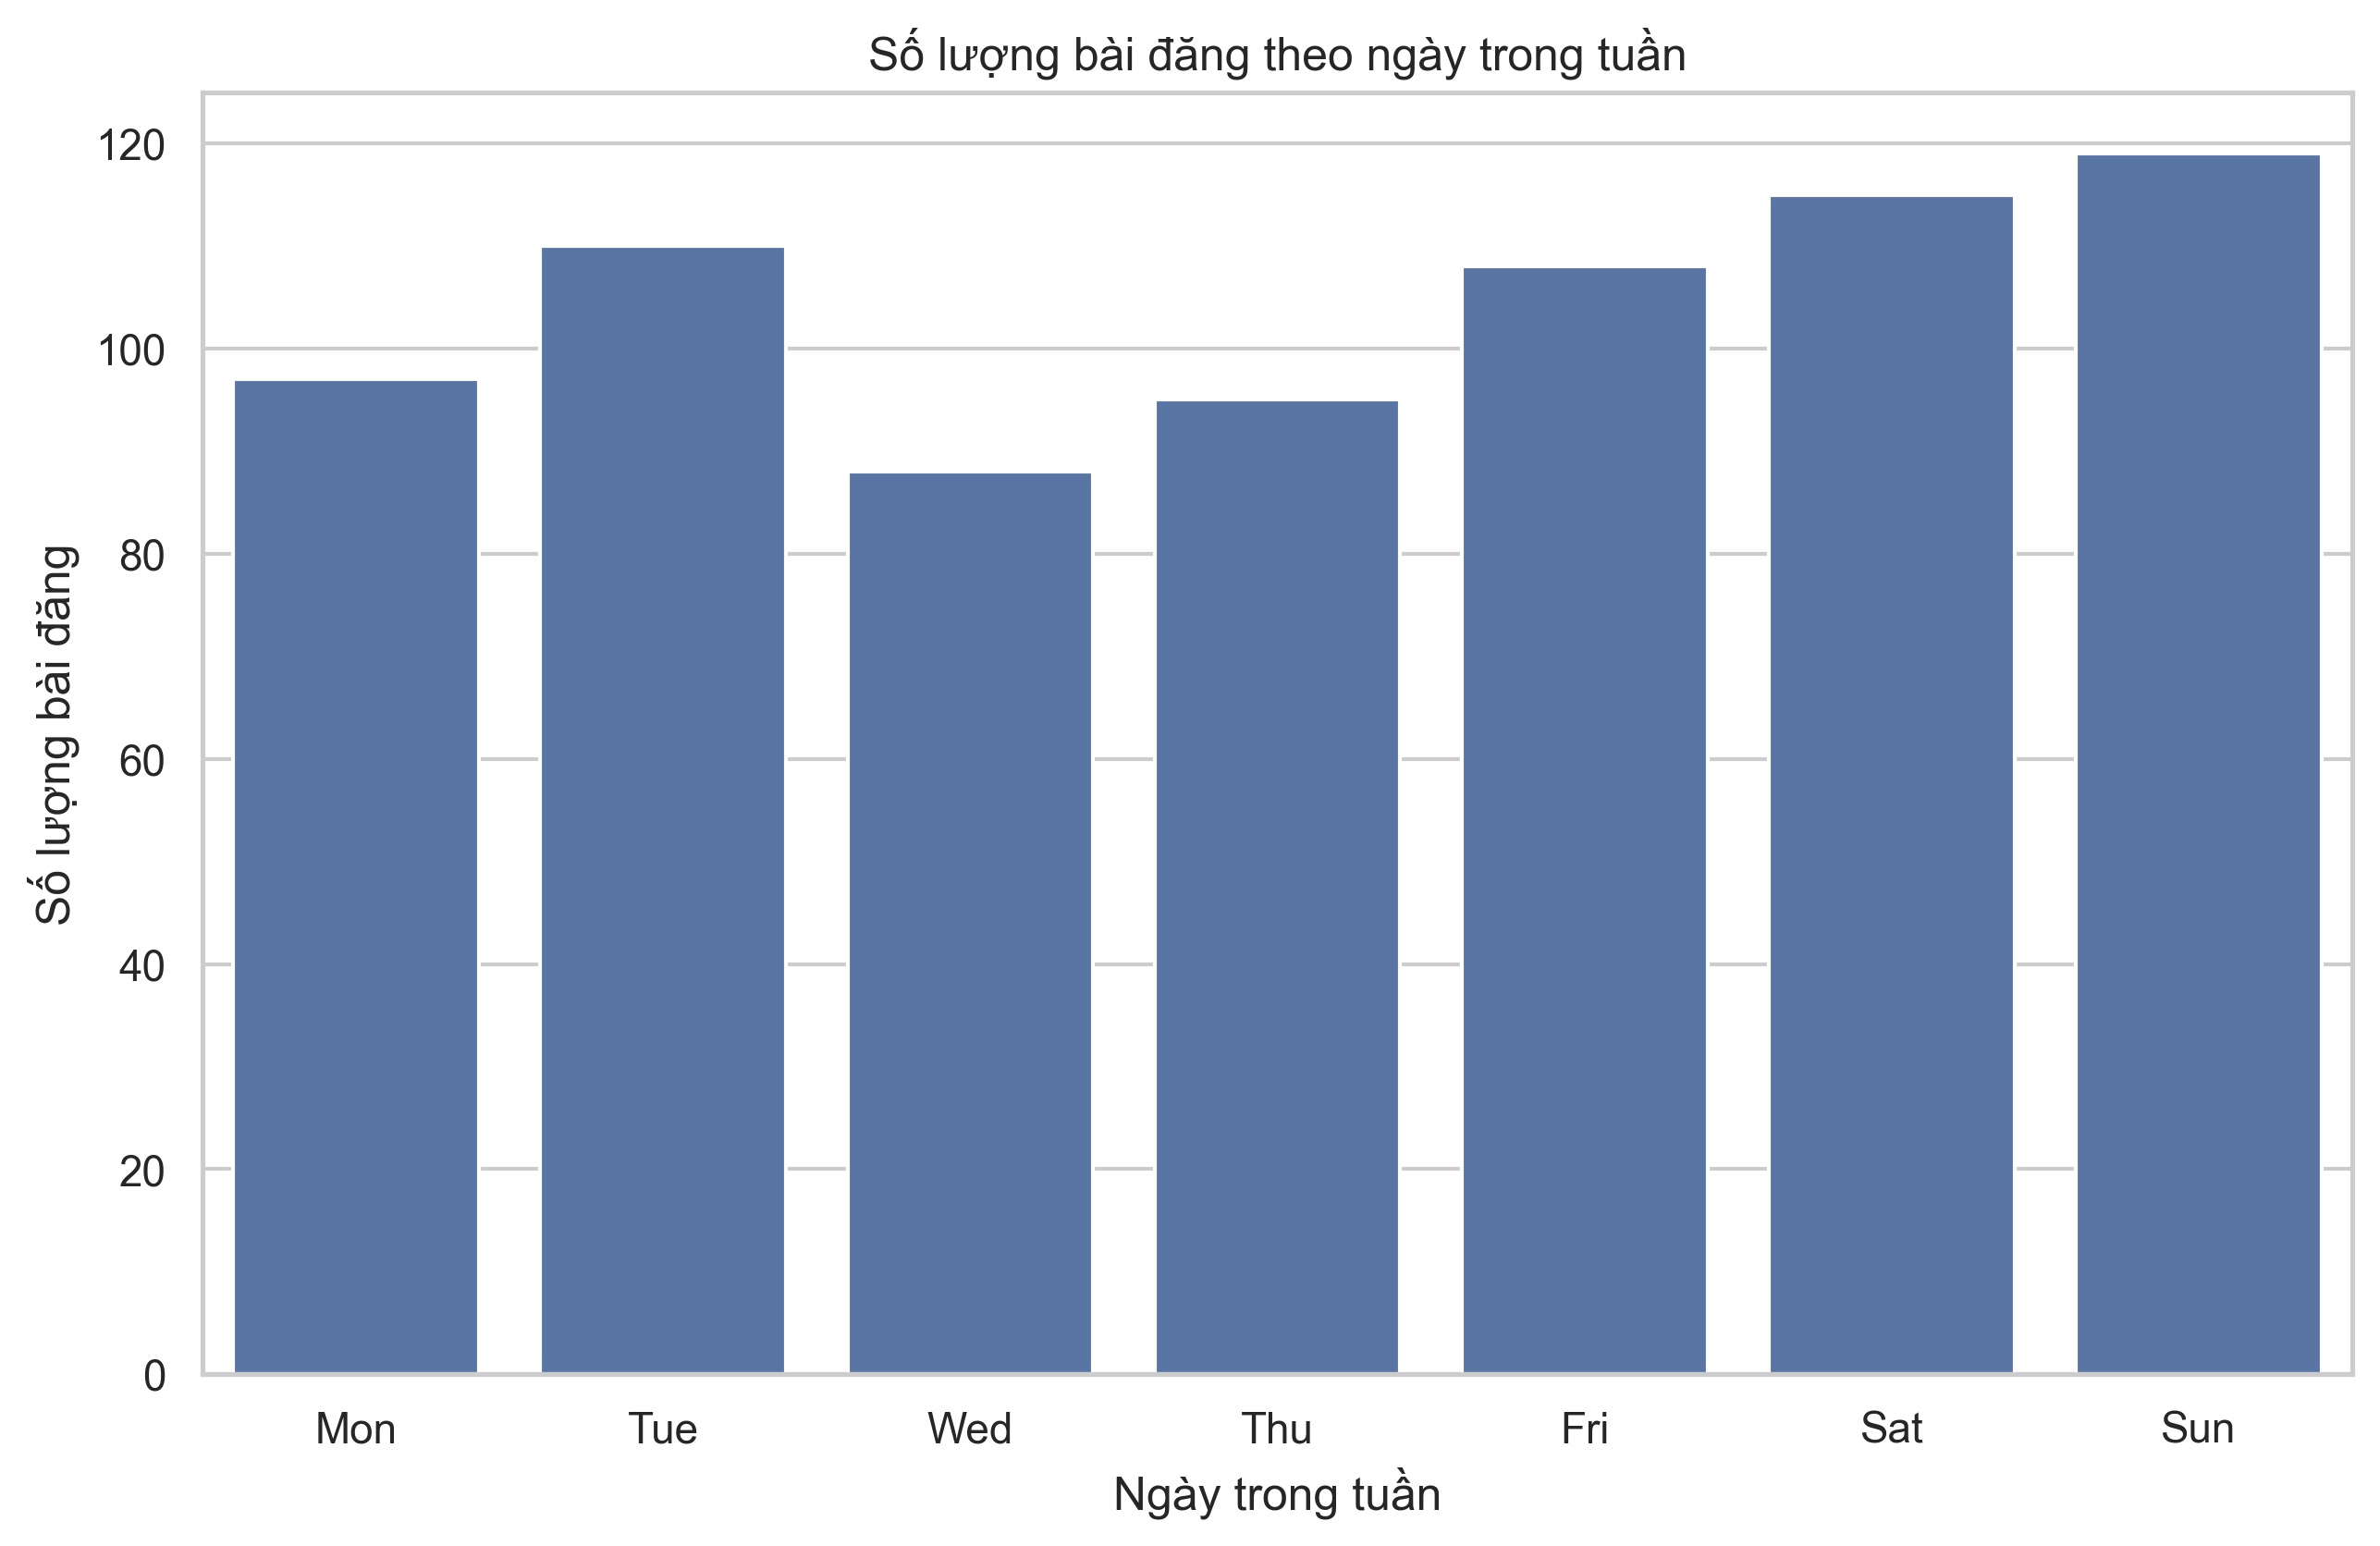 Số lượng bài đăng theo ngày trong tuần
Số lượng bài đăng
120
100
80
60
40
20
0
Mon Tue Wed Thu Fri Sat Sun
Ngày trong tuần